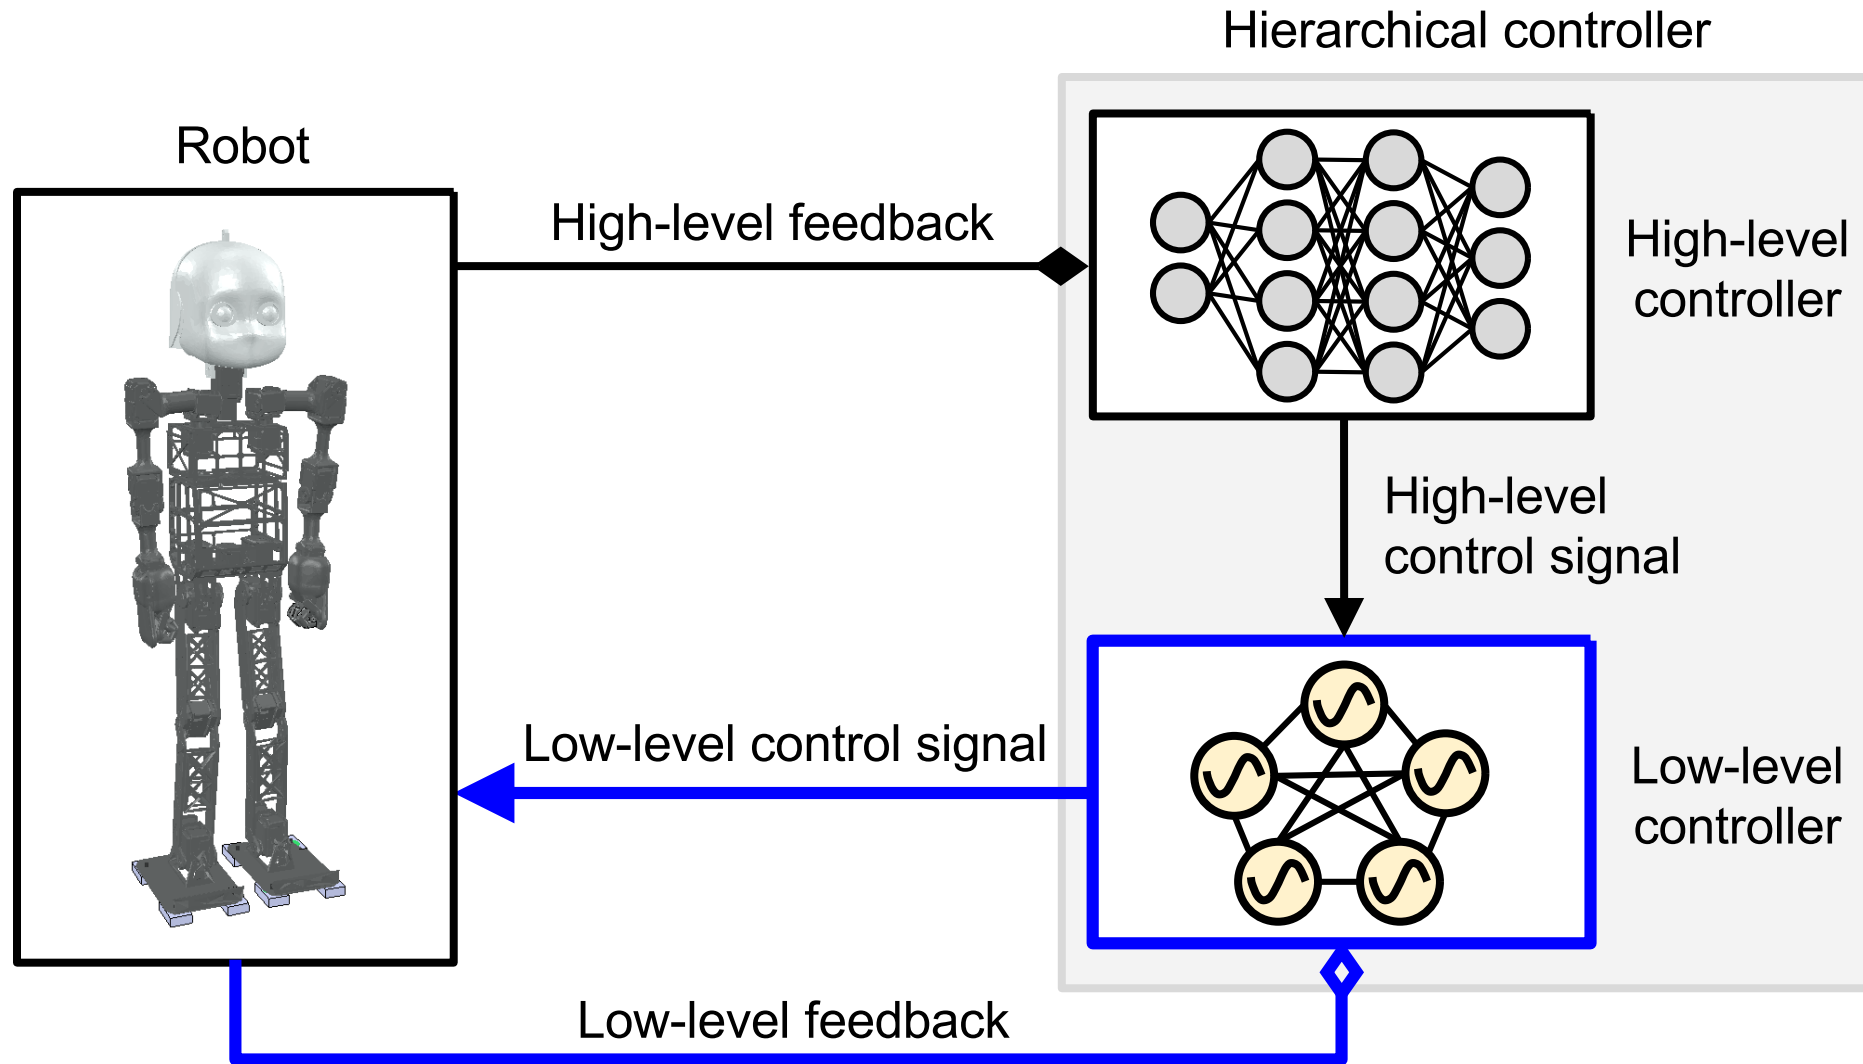 Hierarchical controller
Robot
High-level feedback
High-level
controller
High-level
control signal
Low-level control signal
Low-level
controller
Low-level feedback